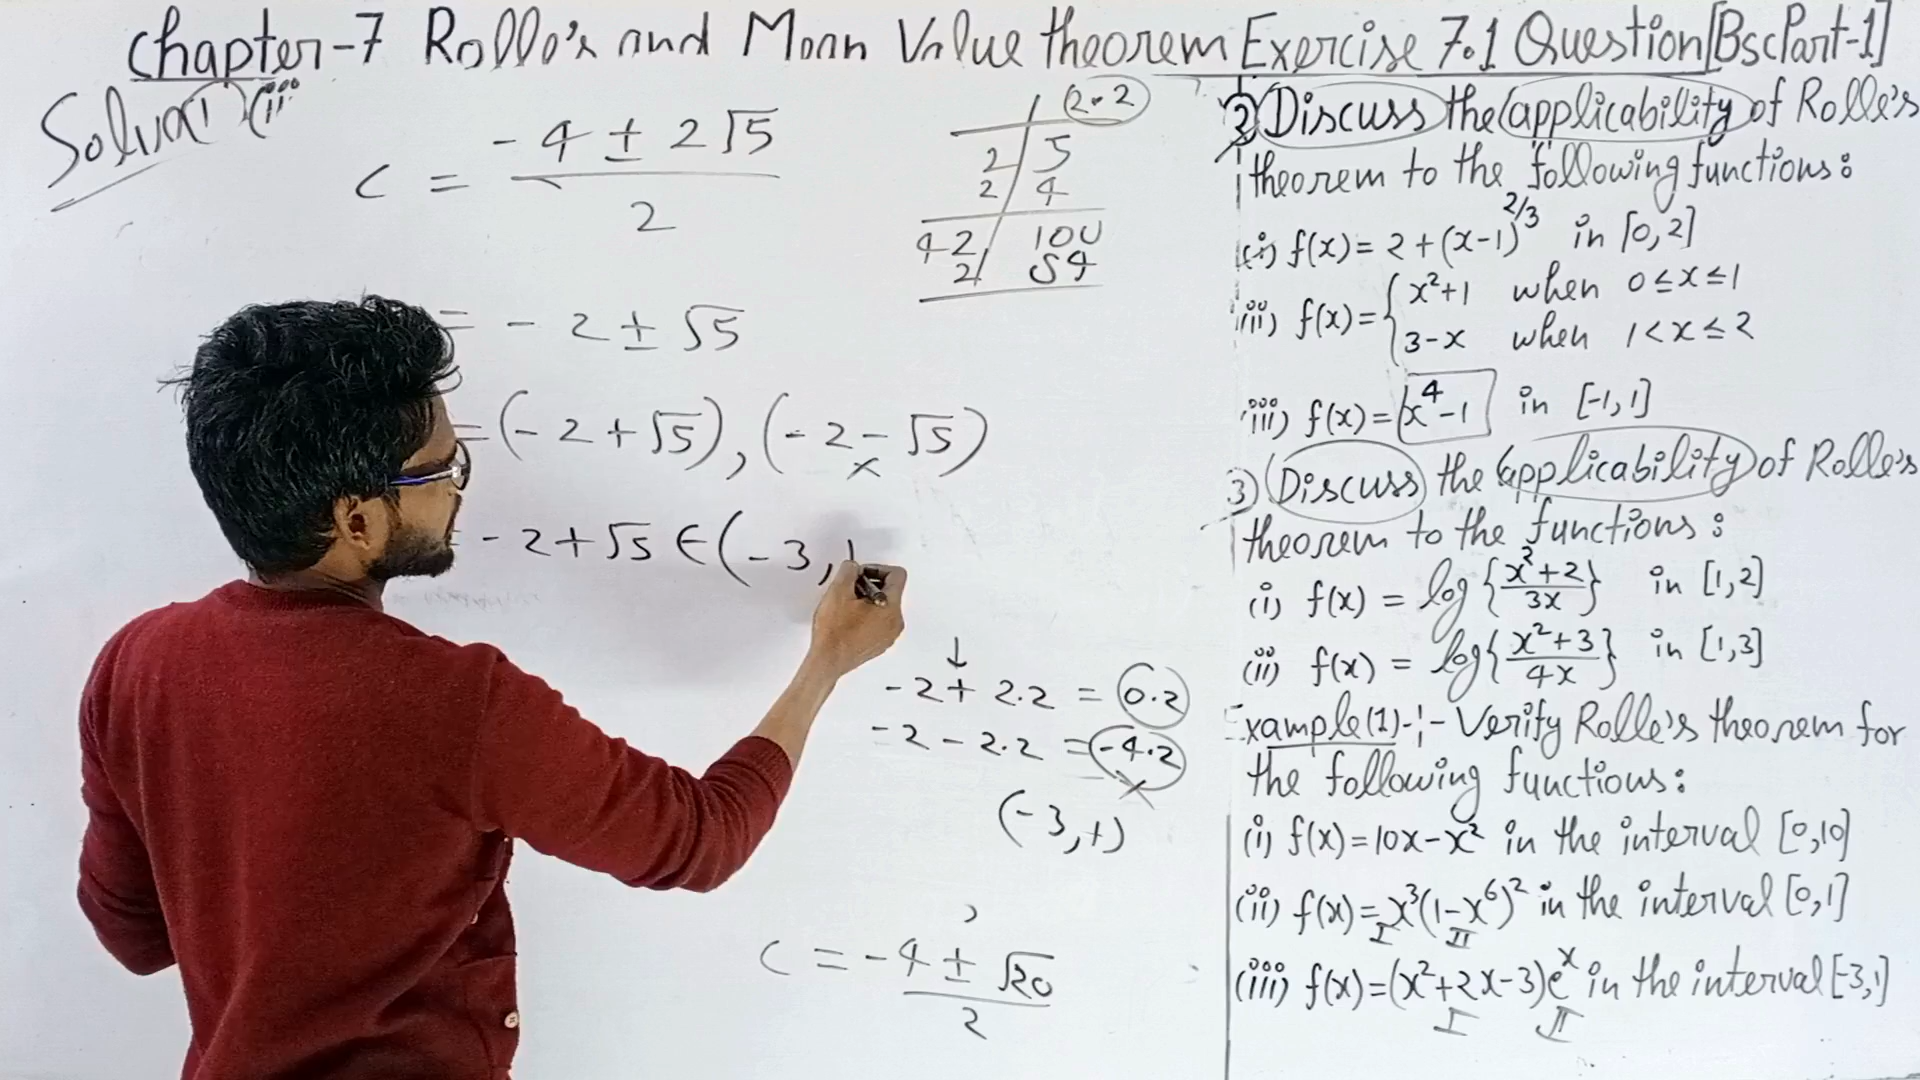 Chapter-7 Rolle's and Mean Value theorem Exercise 7.1 Question[BscPart-1]
Solve(1) (iii
c = (-4 ± 2√5)/2
2.2
2 / 5
2 / 4
42 / 100
2 / 84
= -2 ± √5
= (-2+√5), (-2-√5)
×
= -2+√5 ∈ (-3, 1
↓
-2 + 2.2 = 0.2
-2 - 2.2 = -4.2
×
(-3, 1)
c = (-4 ± √20)/2
2) Discuss the applicability of Rolle's
theorem to the following functions:
(i) f(x) = 2+(x-1)^2/3 in [0,2]
(ii) f(x) = { x²+1 when 0≤x≤1
3-x when 1<x≤2
(iii) f(x) = x⁴-1 in [-1,1]
3) Discuss the applicability of Rolle's
theorem to the functions:
(i) f(x) = log{(x²+2)/3x} in [1,2]
(ii) f(x) = log{(x²+3)/4x} in [1,3]
Example(1)-:- Verify Rolle's theorem for
the following functions:
(i) f(x)=10x-x² in the interval [0,10]
(ii) f(x)=x³(1-x⁶)² in the interval [0,1]
I II
(iii) f(x)=(x²+2x-3)eˣ in the interval [-3,1]
I II